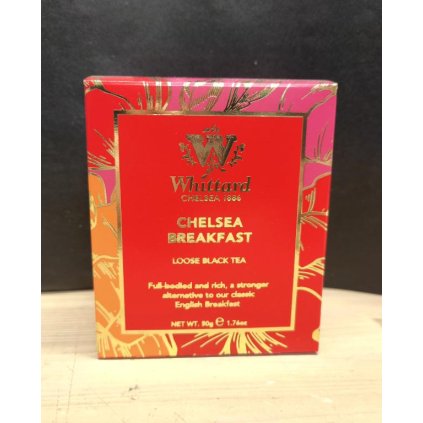 W
Whittard
CHELSEA 1886
CHELSEA
BREAKFAST
LOOSE BLACK TEA
Full-bodied and rich, a stronger
alternative to our classic
English Breakfast
NET WT. 50g ℮ 1.76oz